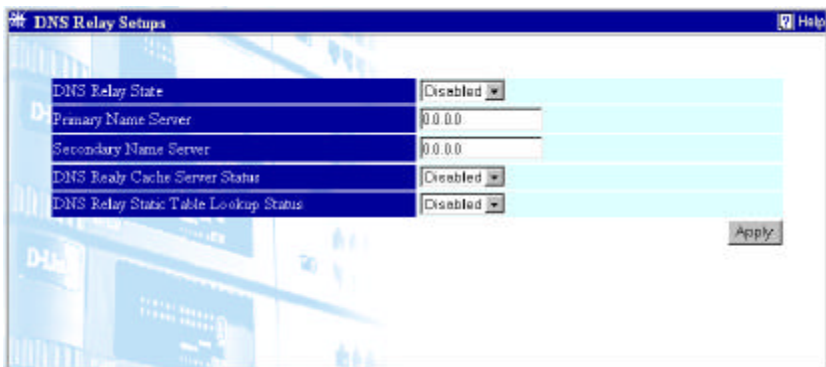 DNS Relay Setups
Help
DNS Relay State Disabled
Primary Name Server 0.0.0.0
Secondary Name Server 0.0.0.0
DNS Realy Cache Server Status Disabled
DNS Relay Static Table Lookup Status Disabled
Apply